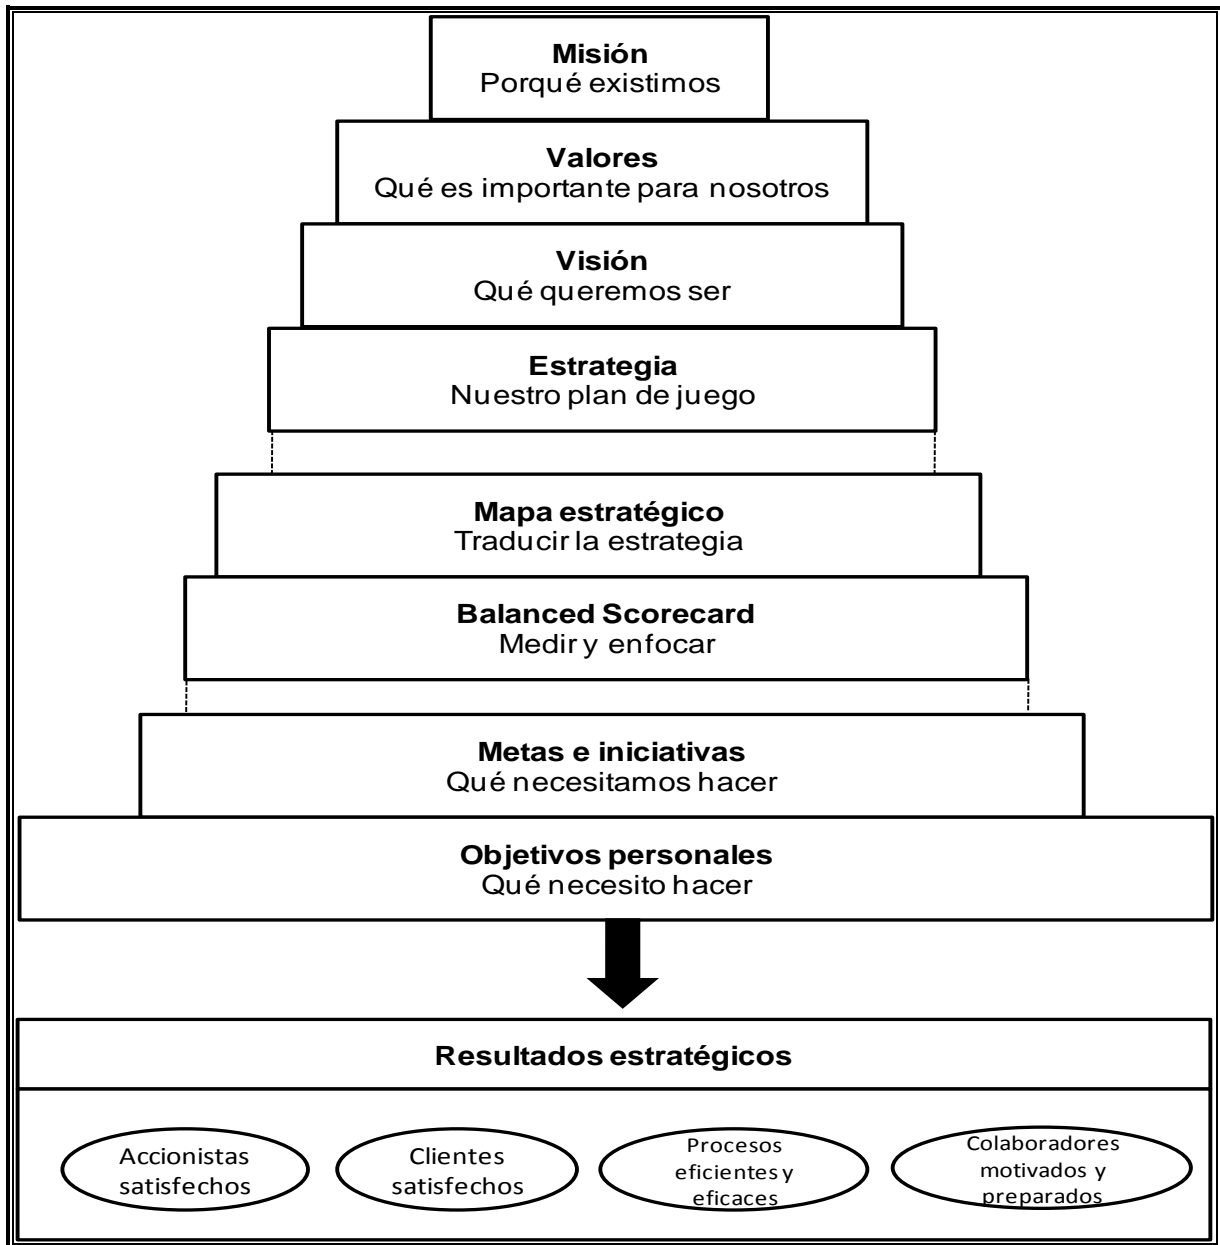 Misión
Porqué existimos
Valores
Qué es importante para nosotros
Visión
Qué queremos ser
Estrategia
Nuestro plan de juego
Mapa estratégico
Traducir la estrategia
Balanced Scorecard
Medir y enfocar
Metas e iniciativas
Qué necesitamos hacer
Objetivos personales
Qué necesito hacer
Resultados estratégicos
Accionistas
satisfechos
Clientes
satisfechos
Procesos
eficientes y
eficaces
Colaboradores
motivados y
preparados